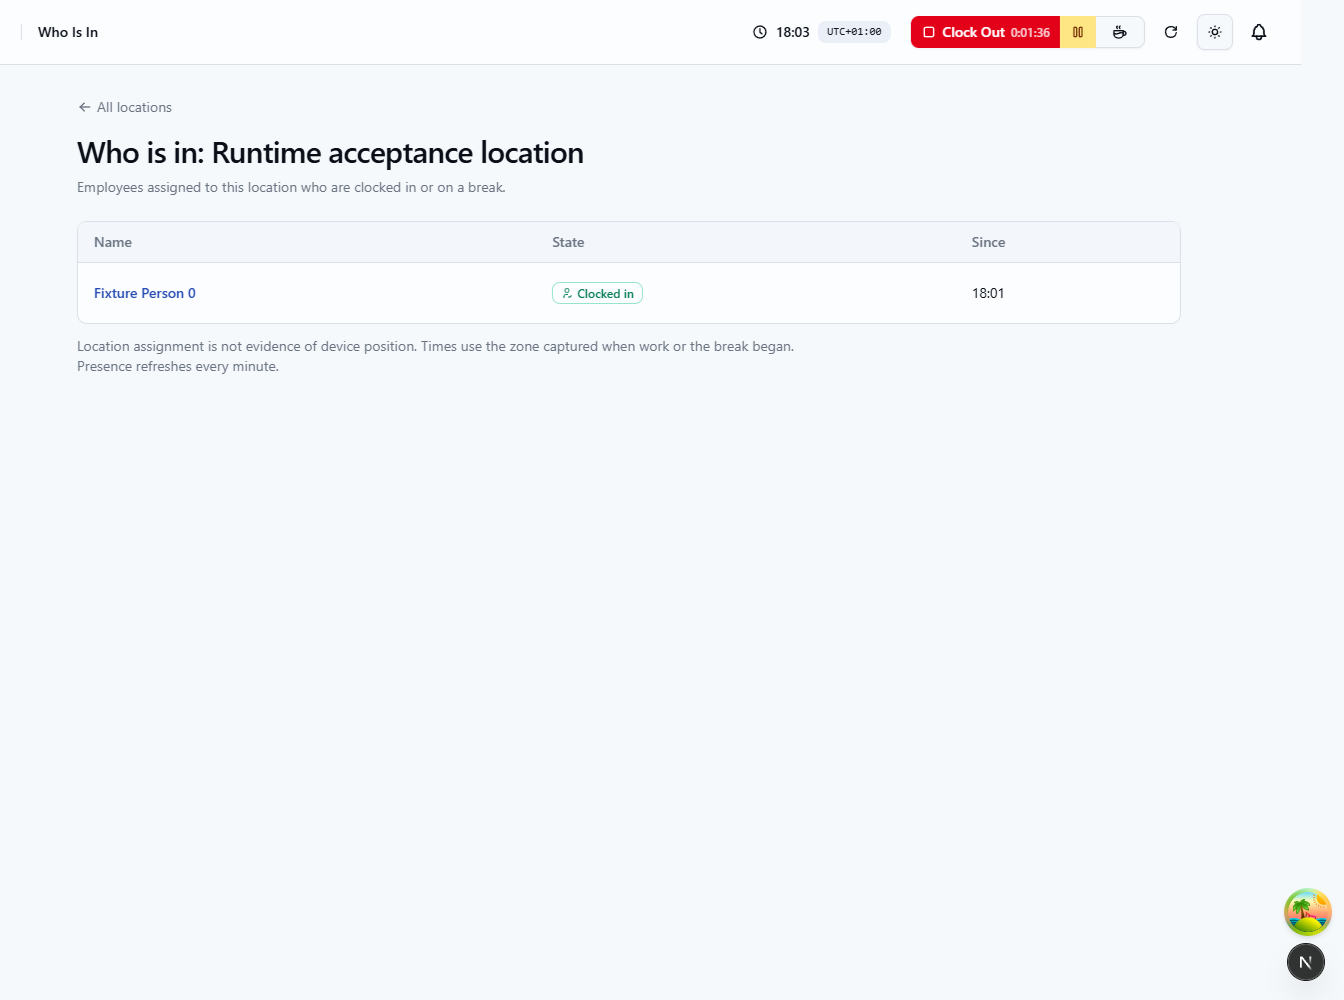 Who Is In
18:03 UTC+01:00 Clock Out 0:01:36
All locations
Who is in: Runtime acceptance location
Employees assigned to this location who are clocked in or on a break.
Name State Since
Fixture Person 0 Clocked in 18:01
Location assignment is not evidence of device position. Times use the zone captured when work or the break began.
Presence refreshes every minute.
N